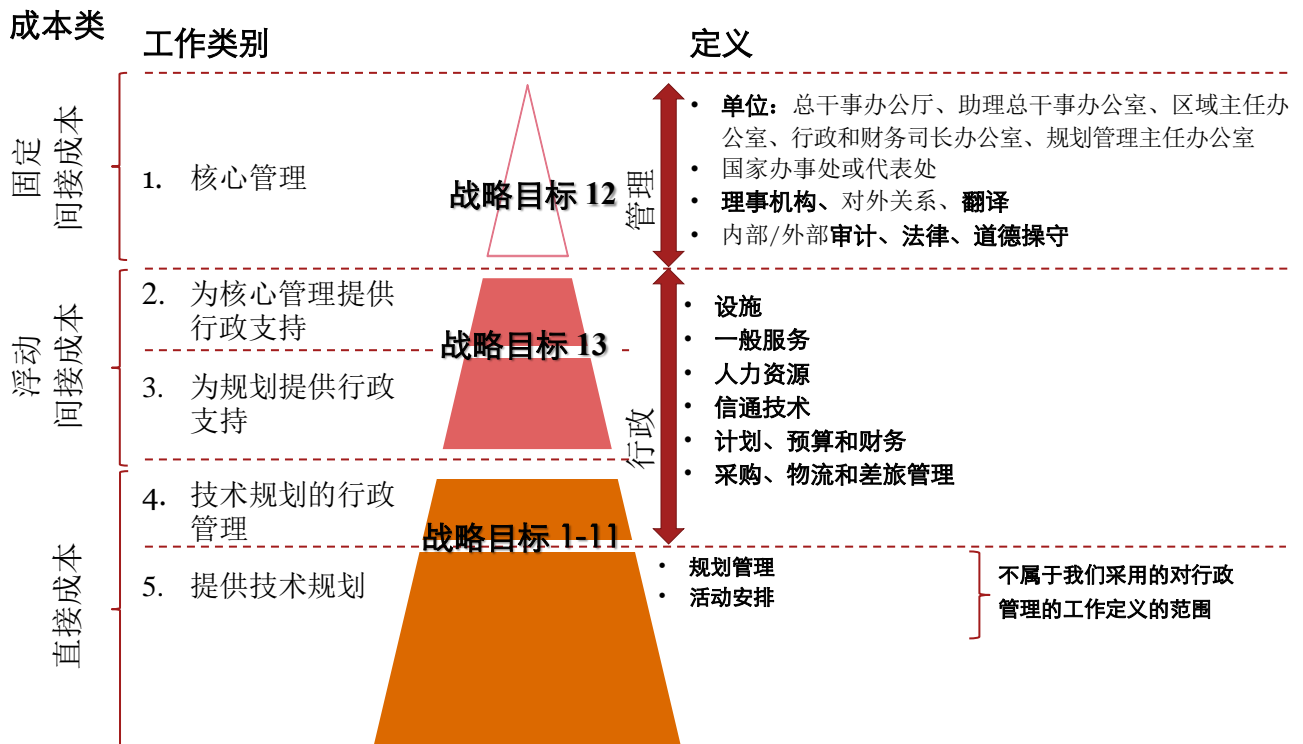 成本类
工作类别
定义
固定
间接成本
1. 核心管理
战略目标 12
管理
• 单位：总干事办公厅、助理总干事办公室、区域主任办
公室、行政和财务司长办公室、规划管理主任办公室
• 国家办事处或代表处
• 理事机构、对外关系、翻译
• 内部/外部审计、法律、道德操守
浮动
间接成本
2. 为核心管理提供
行政支持
战略目标 13
3. 为规划提供行政
支持
行政
• 设施
• 一般服务
• 人力资源
• 信通技术
• 计划、预算和财务
• 采购、物流和差旅管理
直接成本
4. 技术规划的行政
管理
战略目标 1-11
5. 提供技术规划
• 规划管理
• 活动安排
不属于我们采用的对行政
管理的工作定义的范围